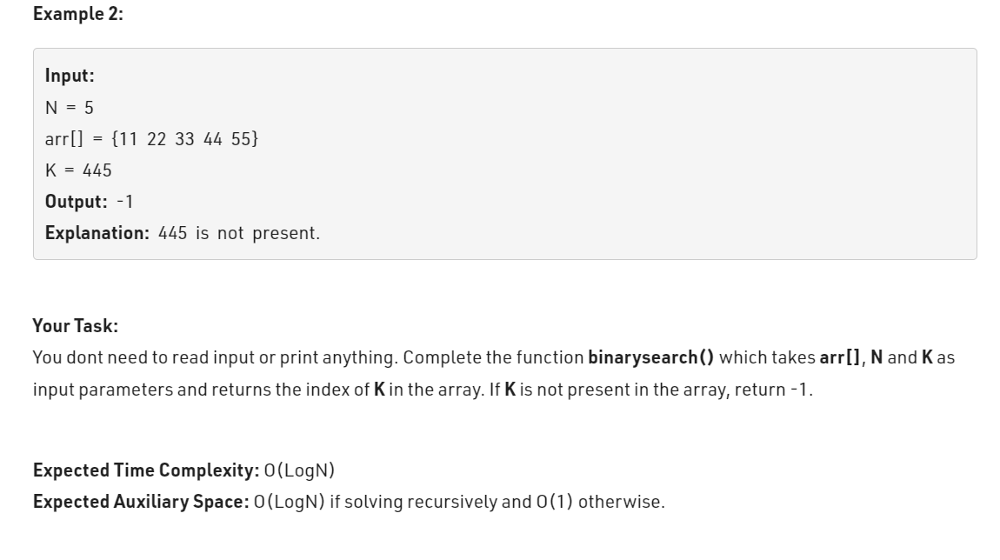 Example 2:
Input:
N = 5
arr[] = {11 22 33 44 55}
K = 445
Output: -1
Explanation: 445 is not present.
Your Task:
You dont need to read input or print anything. Complete the function binarysearch() which takes arr[], N and K as
input parameters and returns the index of K in the array. If K is not present in the array, return -1.
Expected Time Complexity: O(LogN)
Expected Auxiliary Space: O(LogN) if solving recursively and O(1) otherwise.